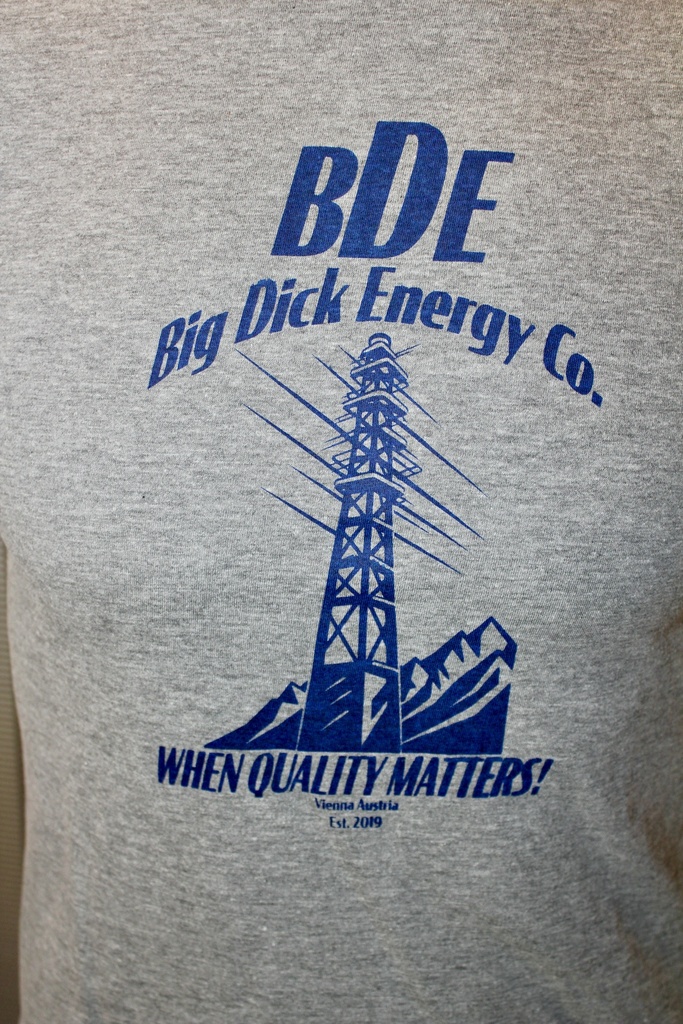 BDE
Big Dick Energy Co.
WHEN QUALITY MATTERS!
Vienna Austria
Est. 2019